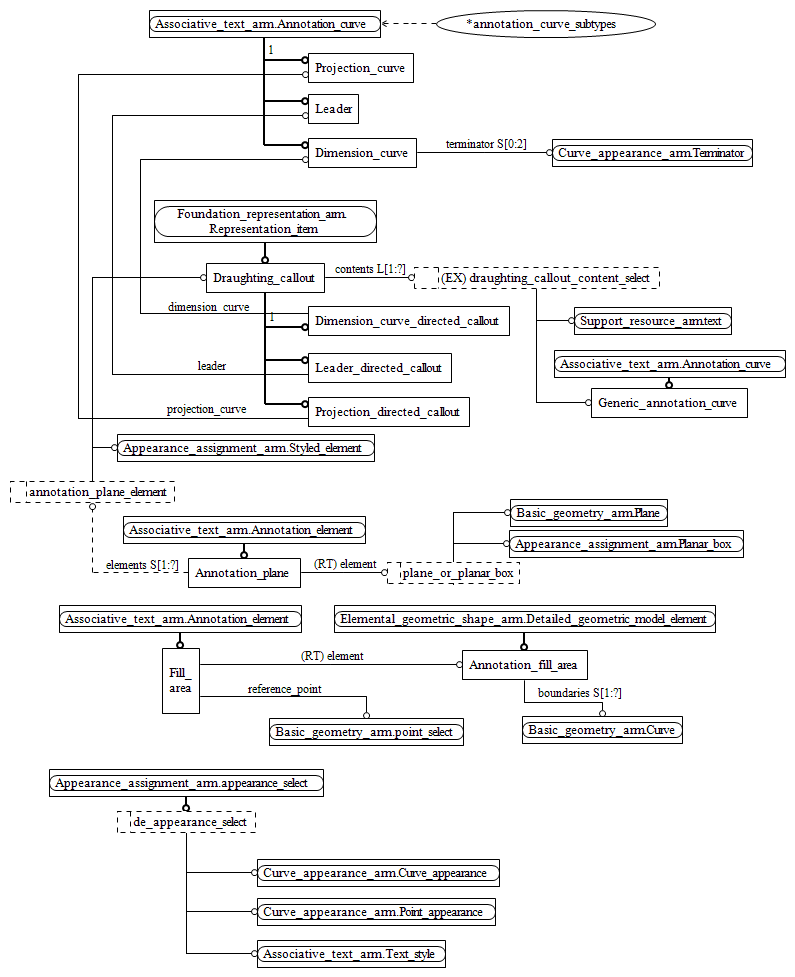 Associative_text_arm.Annotation_curve
*annotation_curve_subtypes
1
Projection_curve
Leader
Dimension_curve
terminator S[0:2]
Curve_appearance_arm.Terminator
Foundation_representation_arm.
Representation_item
Draughting_callout
contents L[1:?]
(EX) draughting_callout_content_select
dimension_curve
1
Dimension_curve_directed_callout
Support_resource_arm.text
leader
Leader_directed_callout
Associative_text_arm.Annotation_curve
projection_curve
Projection_directed_callout
Generic_annotation_curve
Appearance_assignment_arm.Styled_element
annotation_plane_element
Associative_text_arm.Annotation_element
Basic_geometry_arm.Plane
Appearance_assignment_arm.Planar_box
elements S[1:?]
Annotation_plane
(RT) element
plane_or_planar_box
Associative_text_arm.Annotation_element
Elemental_geometric_shape_arm.Detailed_geometric_model_element
Fill_
area
(RT) element
Annotation_fill_area
reference_point
boundaries S[1:?]
Basic_geometry_arm.point_select
Basic_geometry_arm.Curve
Appearance_assignment_arm.appearance_select
de_appearance_select
Curve_appearance_arm.Curve_appearance
Curve_appearance_arm.Point_appearance
Associative_text_arm.Text_style